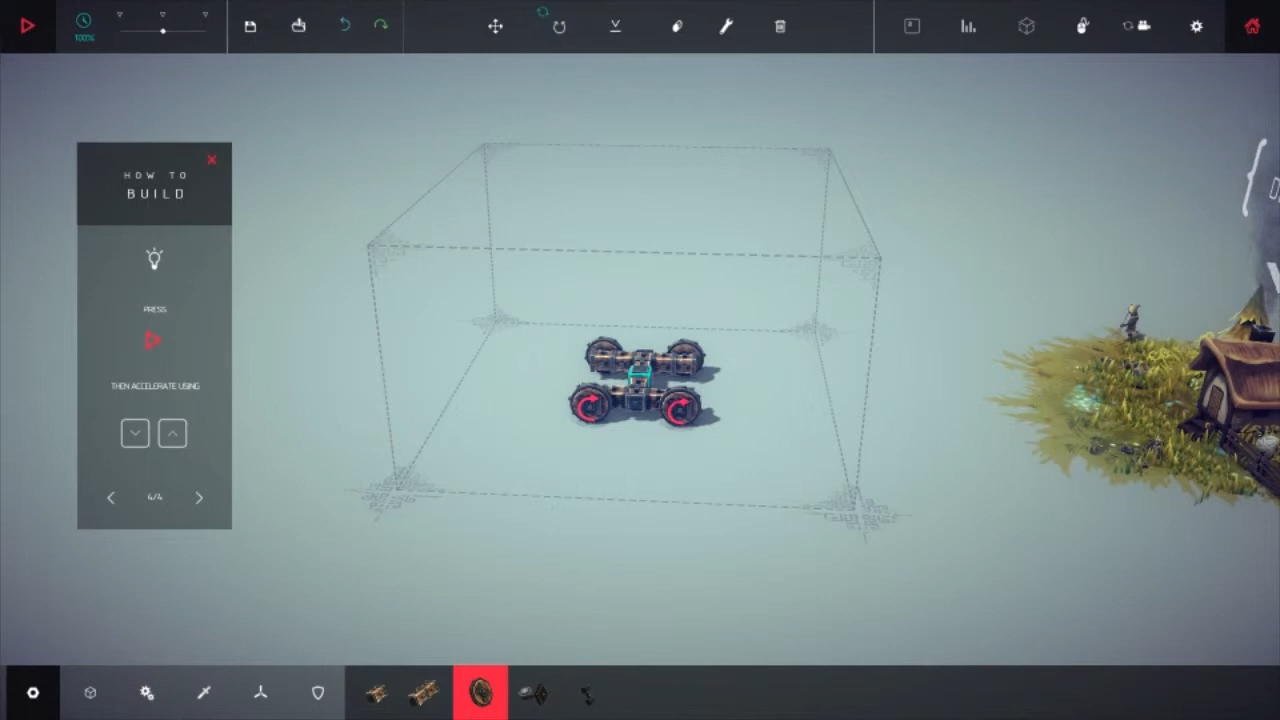 100%
HOW TO
BUILD
PRESS
THEN ACCELERATE USING
4/4